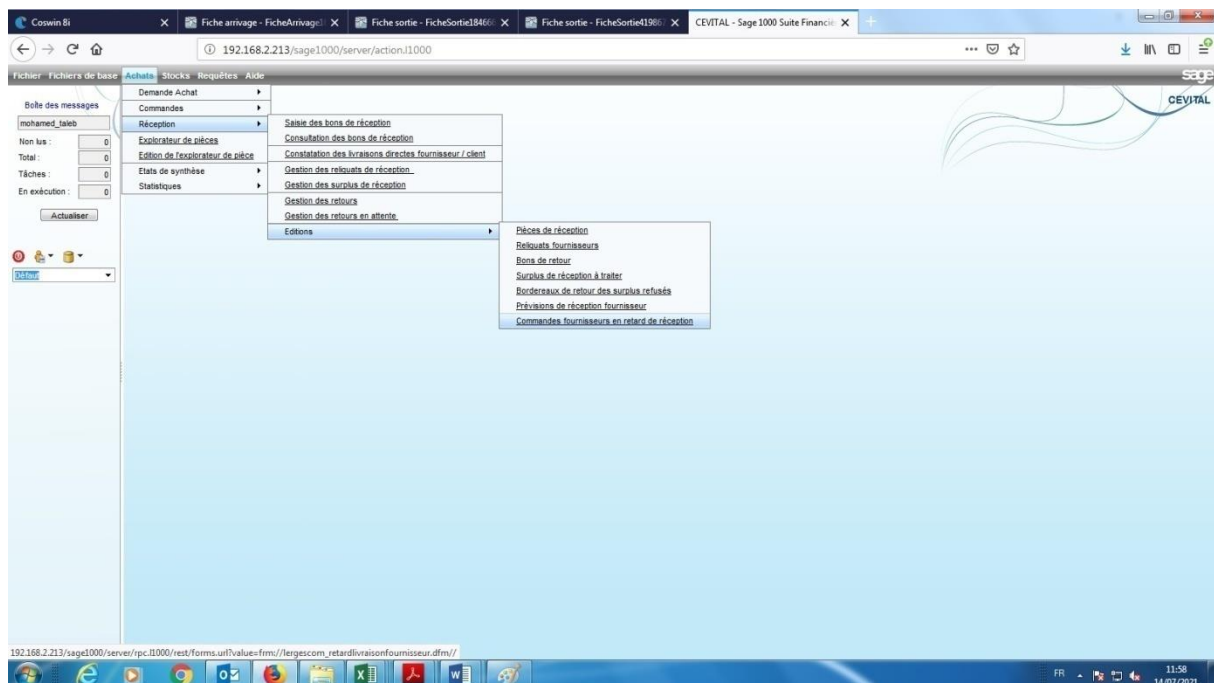 Coswin 8i
Fiche arrivage - FicheArrivage1
Fiche sortie - FicheSortie18466
Fiche sortie - FicheSortie41986
CEVITAL - Sage 1000 Suite Financiè
192.168.2.213/sage1000/server/action.l1000
Fichier Fichiers de base Achats Stocks Requêtes Aide
sage
CEVITAL
Boîte des messages
mohamed_taleb
Non lus : 0
Total : 0
Tâches : 0
En exécution : 0
Actualiser
Défaut
Demande Achat
Commandes
Réception
Explorateur de pièces
Edition de l'explorateur de pièce
Etats de synthèse
Statistiques
Saisie des bons de réception
Consultation des bons de réception
Constatation des livraisons directes fournisseur / client
Gestion des reliquats de réception
Gestion des surplus de réception
Gestion des retours
Gestion des retours en attente
Editions
Pièces de réception
Reliquats fournisseurs
Bons de retour
Surplus de réception à traiter
Bordereaux de retour des surplus refusés
Prévisions de réception fournisseur
Commandes fournisseurs en retard de réception
192.168.2.213/sage1000/server/rpc.l1000/rest/forms.url?value=frm://lergescom_retardlivraisonfournisseur.dfm//
FR
11:58
14/07/2021